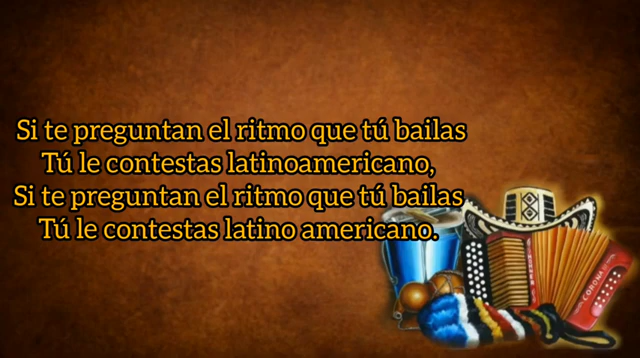 Si te preguntan el ritmo que tú bailas
Tú le contestas latinoamericano,
Si te preguntan el ritmo que tú bailas
Tú le contestas latino americano.
CORONA